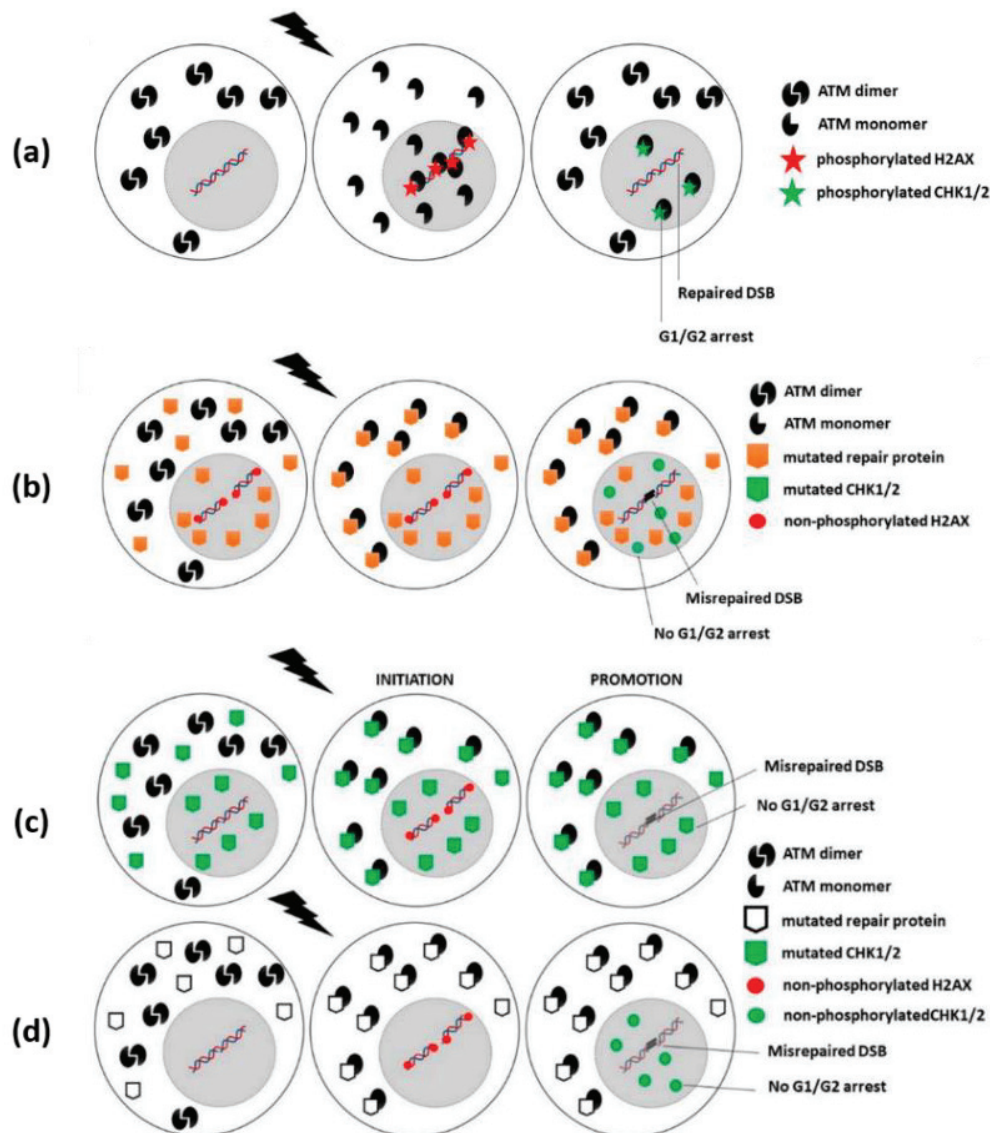 (a)
ATM dimer
ATM monomer
phosphorylated H2AX
phosphorylated CHK1/2
Repaired DSB
G1/G2 arrest
(b)
ATM dimer
ATM monomer
mutated repair protein
mutated CHK1/2
non-phosphorylated H2AX
Misrepaired DSB
No G1/G2 arrest
INITIATION
PROMOTION
(c)
Misrepaired DSB
No G1/G2 arrest
ATM dimer
ATM monomer
mutated repair protein
mutated CHK1/2
non-phosphorylated H2AX
non-phosphorylatedCHK1/2
(d)
Misrepaired DSB
No G1/G2 arrest